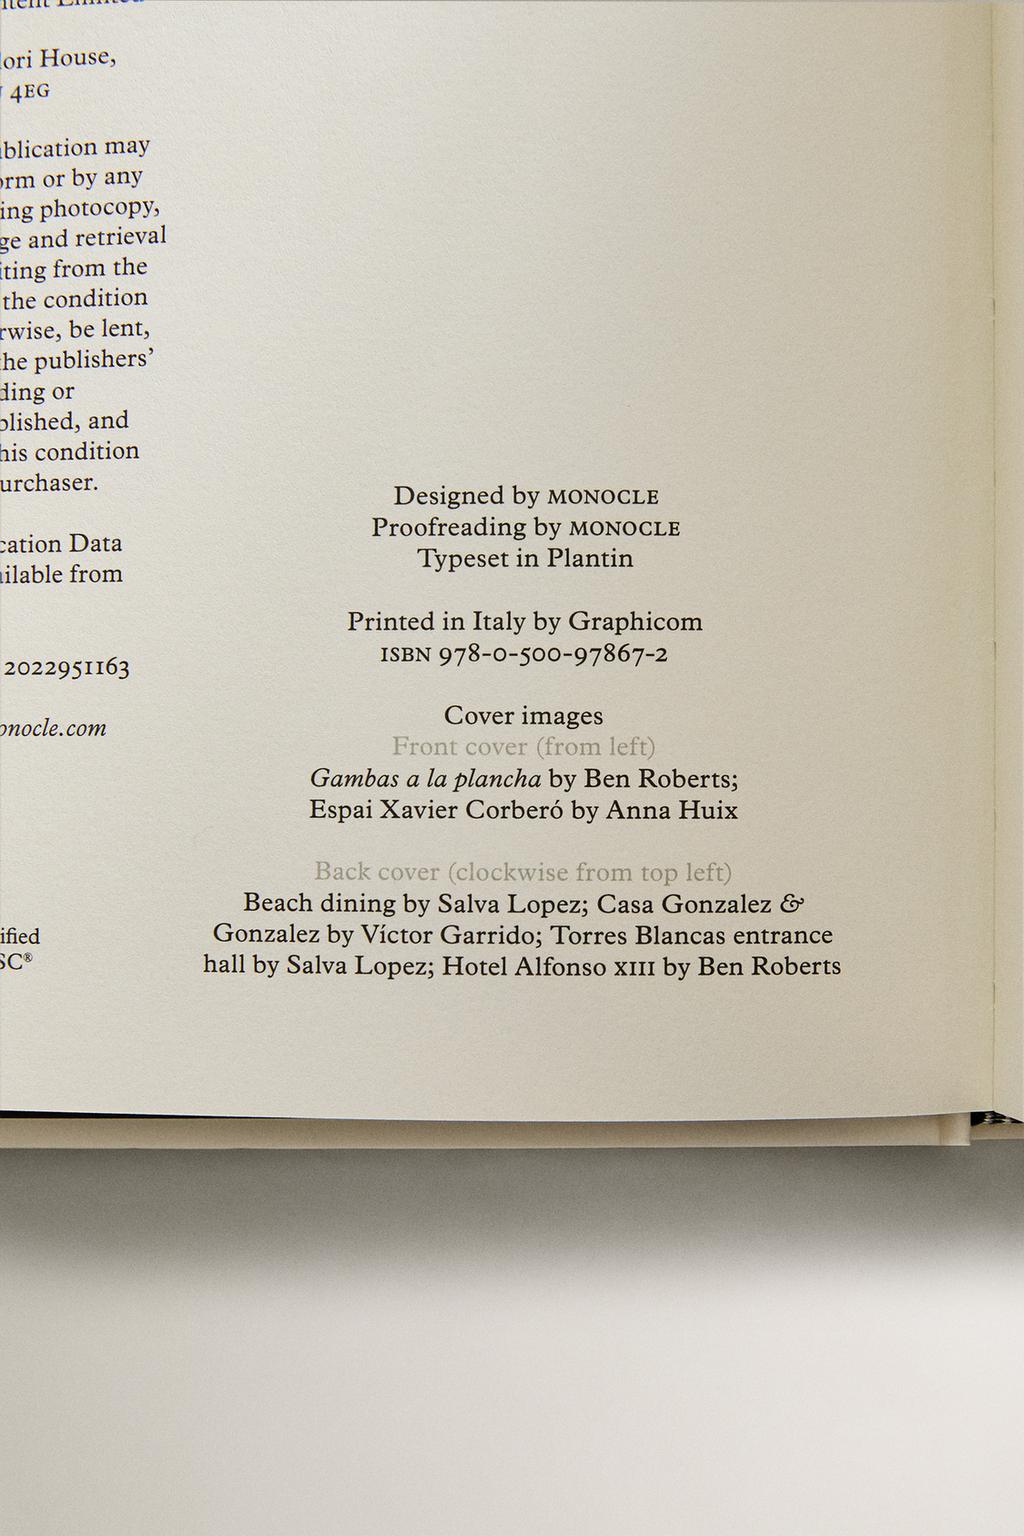 lori House,
4EG
blication may
orm or by any
ing photocopy,
ge and retrieval
iting from the
the condition
rwise, be lent,
he publishers’
ding or
blished, and
his condition
urchaser.
cation Data
ilable from
2022951163
onocle.com
ified
SC®
Designed by MONOCLE
Proofreading by MONOCLE
Typeset in Plantin
Printed in Italy by Graphicom
ISBN 978-0-500-97867-2
Cover images
Front cover (from left)
Gambas a la plancha by Ben Roberts;
Espai Xavier Corberó by Anna Huix
Back cover (clockwise from top left)
Beach dining by Salva Lopez; Casa Gonzalez &
Gonzalez by Víctor Garrido; Torres Blancas entrance
hall by Salva Lopez; Hotel Alfonso XIII by Ben Roberts